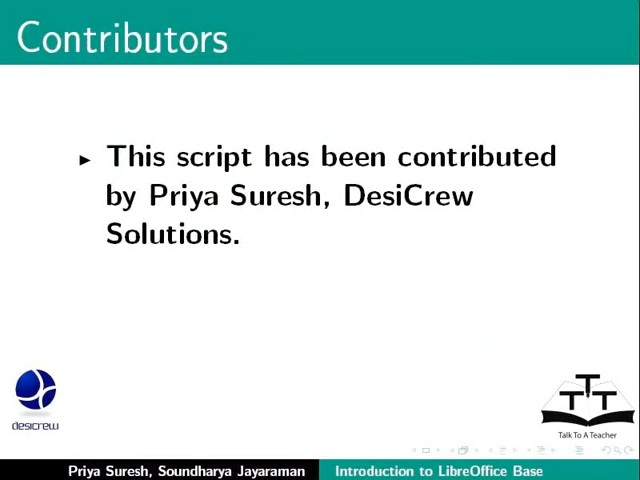 Contributors
This script has been contributed
by Priya Suresh, DesiCrew
Solutions.
desicrew
TTT
Talk To A Teacher
Priya Suresh, Soundharya Jayaraman
Introduction to LibreOffice Base